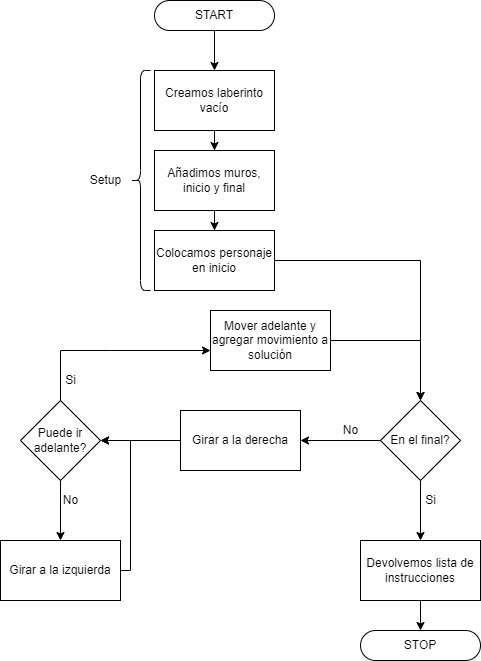 START
Creamos laberinto
vacío
Setup
Añadimos muros,
inicio y final
Colocamos personaje
en inicio
Mover adelante y
agregar movimiento a
solución
Si
Puede ir
adelante?
Girar a la derecha
No
En el final?
No
Si
Girar a la izquierda
Devolvemos lista de
instrucciones
STOP